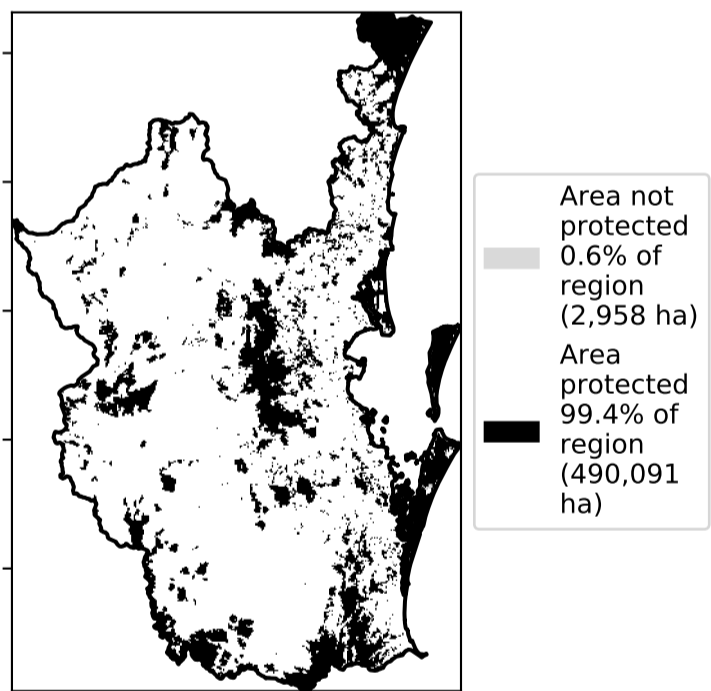 Area not
protected
0.6% of
region
(2,958 ha)
Area
protected
99.4% of
region
(490,091
ha)